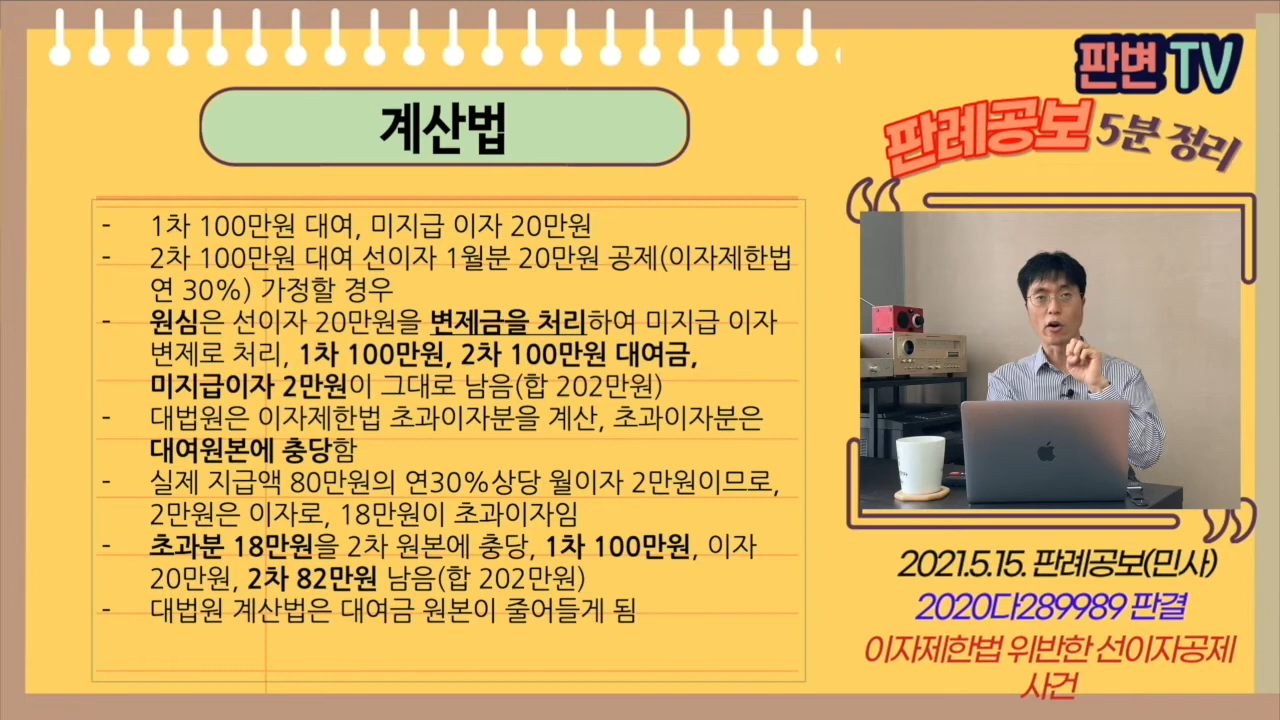 계산법
- 1차 100만원 대여, 미지급 이자 20만원
- 2차 100만원 대여 선이자 1월분 20만원 공제(이자제한법
연 30%) 가정할 경우
- 원심은 선이자 20만원을 변제금을 처리하여 미지급 이자
변제로 처리, 1차 100만원, 2차 100만원 대여금,
미지급이자 2만원이 그대로 남음(합 202만원)
- 대법원은 이자제한법 초과이자분을 계산, 초과이자분은
대여원본에 충당함
- 실제 지급액 80만원의 연30%상당 월이자 2만원이므로,
2만원은 이자로, 18만원이 초과이자임
- 초과분 18만원을 2차 원본에 충당, 1차 100만원, 이자
20만원, 2차 82만원 남음(합 202만원)
- 대법원 계산법은 대여금 원본이 줄어들게 됨
판변 TV
판례공보 5분 정리
2021.5.15. 판례공보(민사)
2020다289989 판결
이자제한법 위반한 선이자공제
사건